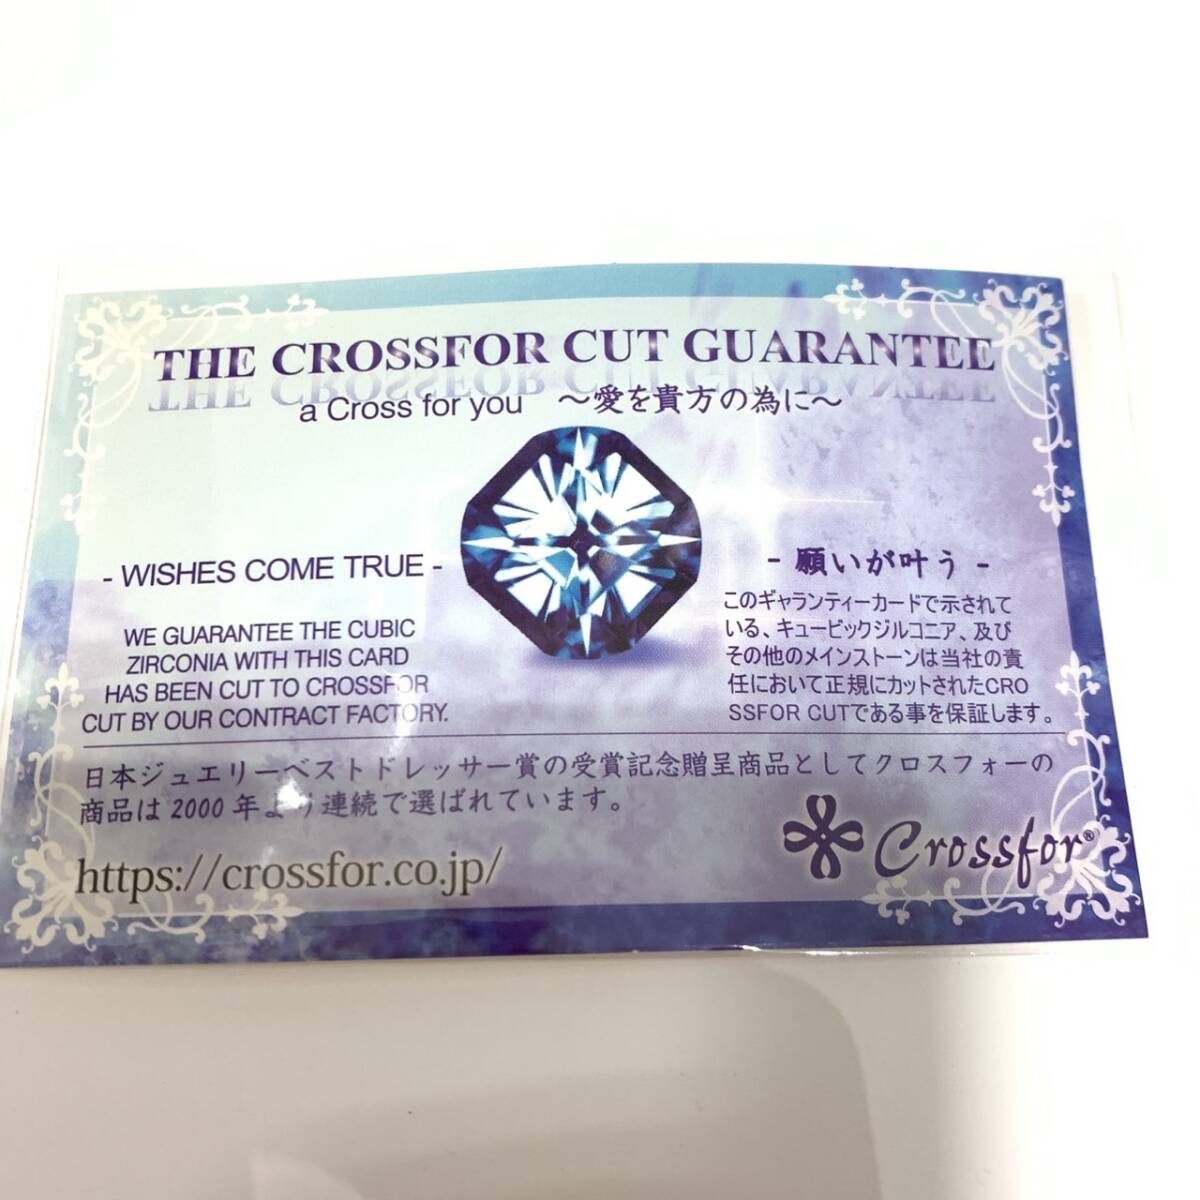 THE CROSSFOR CUT GUARANTEE
a Cross for you ～愛を貴方の為に～
- WISHES COME TRUE -
WE GUARANTEE THE CUBIC
ZIRCONIA WITH THIS CARD
HAS BEEN CUT TO CROSSFOR
CUT BY OUR CONTRACT FACTORY.
- 願いが叶う -
このギャランティーカードで示されて
いる、キュービックジルコニア、及び
その他のメインストーンは当社の責
任において正規にカットされたCRO
SSFOR CUTである事を保証します。
日本ジュエリーベストドレッサー賞の受賞記念贈呈商品としてクロスフォーの
商品は2000年より連続で選ばれています。
https://crossfor.co.jp/
Crossfor®